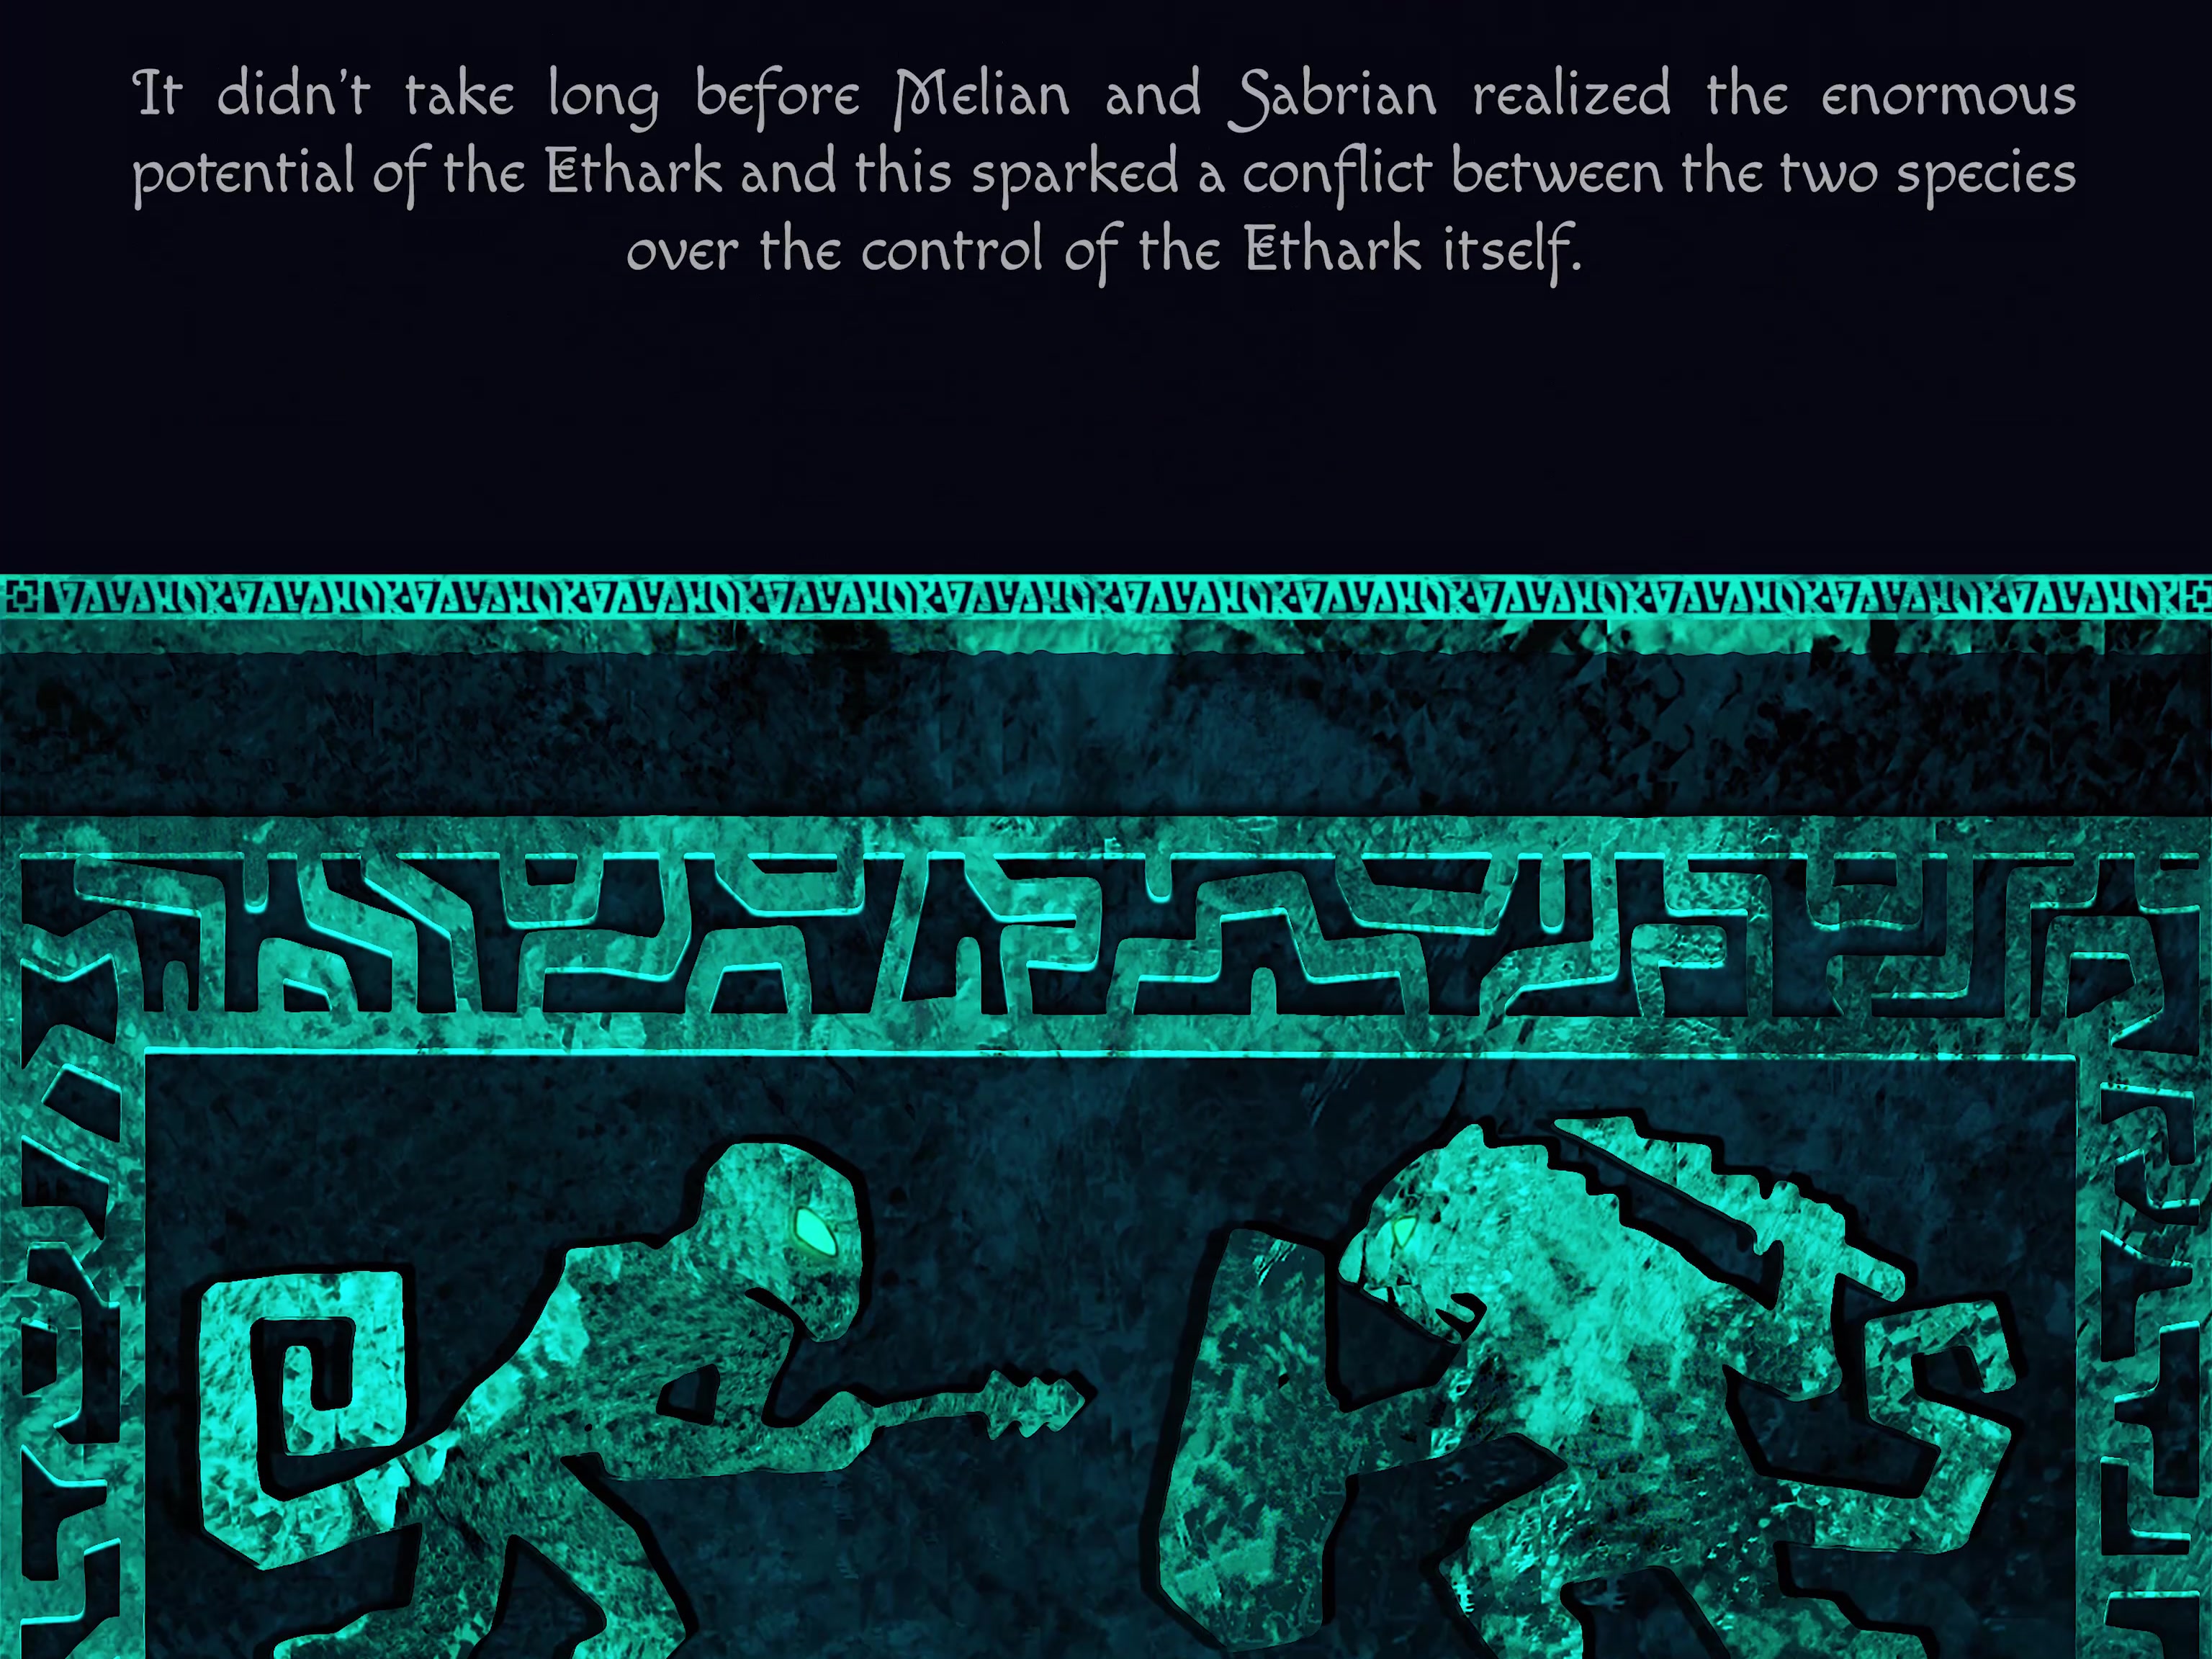 It didn't take long before Melian and Sabrian realized the enormous
potential of the Ethark and this sparked a conflict between the two species
over the control of the Ethark itself.